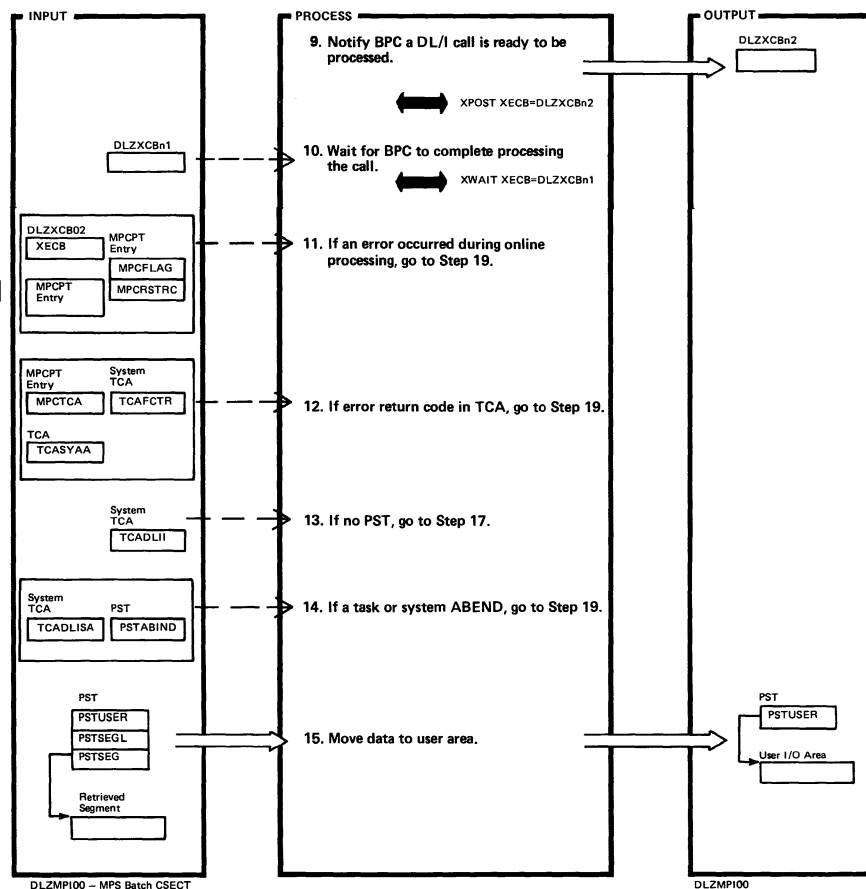 INPUT
PROCESS
OUTPUT
9. Notify BPC a DL/I call is ready to be
processed.
DLZXCBn2
XPOST XECB=DLZXCBn2
DLZXCBn1
10. Wait for BPC to complete processing
the call.
XWAIT XECB=DLZXCBn1
DLZXCB02
XECB
MPCPT
Entry
MPCPT
Entry
MPCFLAG
MPCRSTRC
11. If an error occurred during online
processing, go to Step 19.
MPCPT
Entry
MPCTCA
System
TCA
TCAFCTR
TCA
TCASYAA
12. If error return code in TCA, go to Step 19.
System
TCA
TCADLII
13. If no PST, go to Step 17.
System
TCA
TCADLISA
PST
PSTABIND
14. If a task or system ABEND, go to Step 19.
PST
PSTUSER
PSTSEGL
PSTSEG
Retrieved
Segment
15. Move data to user area.
PST
PSTUSER
User I/O Area
DLZMPI00 – MPS Batch CSECT
DLZMPI00